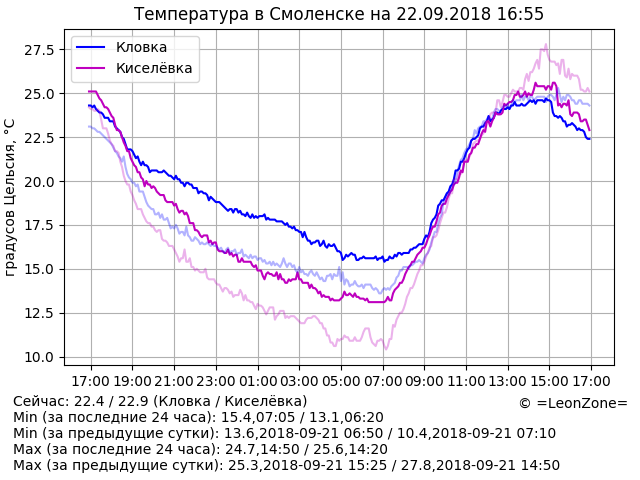 Температура в Смоленске на 22.09.2018 16:55
Кловка
Киселёвка
градусов Цельсия, °C
27.5
25.0
22.5
20.0
17.5
15.0
12.5
10.0
17:00 19:00 21:00 23:00 01:00 03:00 05:00 07:00 09:00 11:00 13:00 15:00 17:00
Сейчас: 22.4 / 22.9 (Кловка / Киселёвка)
© =LeonZone=
Min (за последние 24 часа): 15.4,07:05 / 13.1,06:20
Min (за предыдущие сутки): 13.6,2018-09-21 06:50 / 10.4,2018-09-21 07:10
Max (за последние 24 часа): 24.7,14:50 / 25.6,14:20
Max (за предыдущие сутки): 25.3,2018-09-21 15:25 / 27.8,2018-09-21 14:50